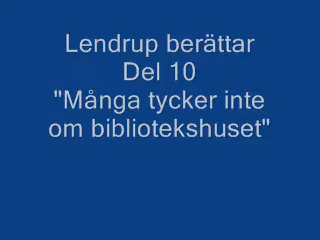 Lendrup berättar
Del 10
"Många tycker inte
om bibliotekshuset"